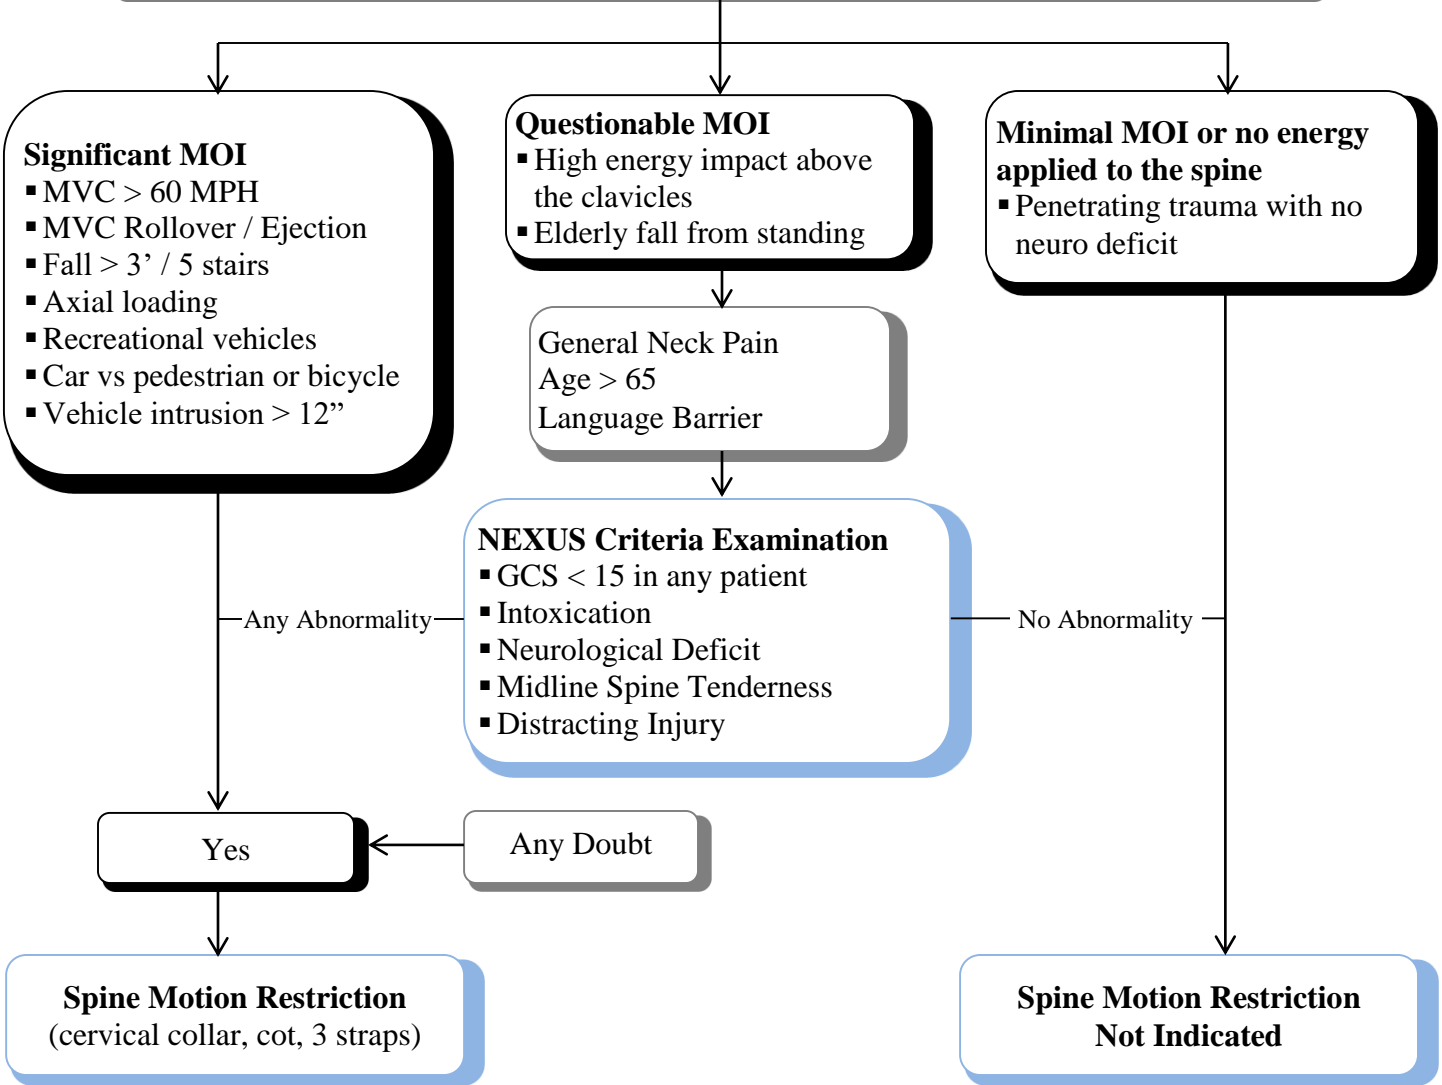 Significant MOI
▪ MVC > 60 MPH
▪ MVC Rollover / Ejection
▪ Fall > 3’ / 5 stairs
▪ Axial loading
▪ Recreational vehicles
▪ Car vs pedestrian or bicycle
▪ Vehicle intrusion > 12”
Questionable MOI
▪ High energy impact above
the clavicles
▪ Elderly fall from standing
Minimal MOI or no energy
applied to the spine
▪ Penetrating trauma with no
neuro deficit
General Neck Pain
Age > 65
Language Barrier
NEXUS Criteria Examination
▪ GCS < 15 in any patient
▪ Intoxication
▪ Neurological Deficit
▪ Midline Spine Tenderness
▪ Distracting Injury
Any Abnormality
No Abnormality
Yes
Any Doubt
Spine Motion Restriction
(cervical collar, cot, 3 straps)
Spine Motion Restriction
Not Indicated